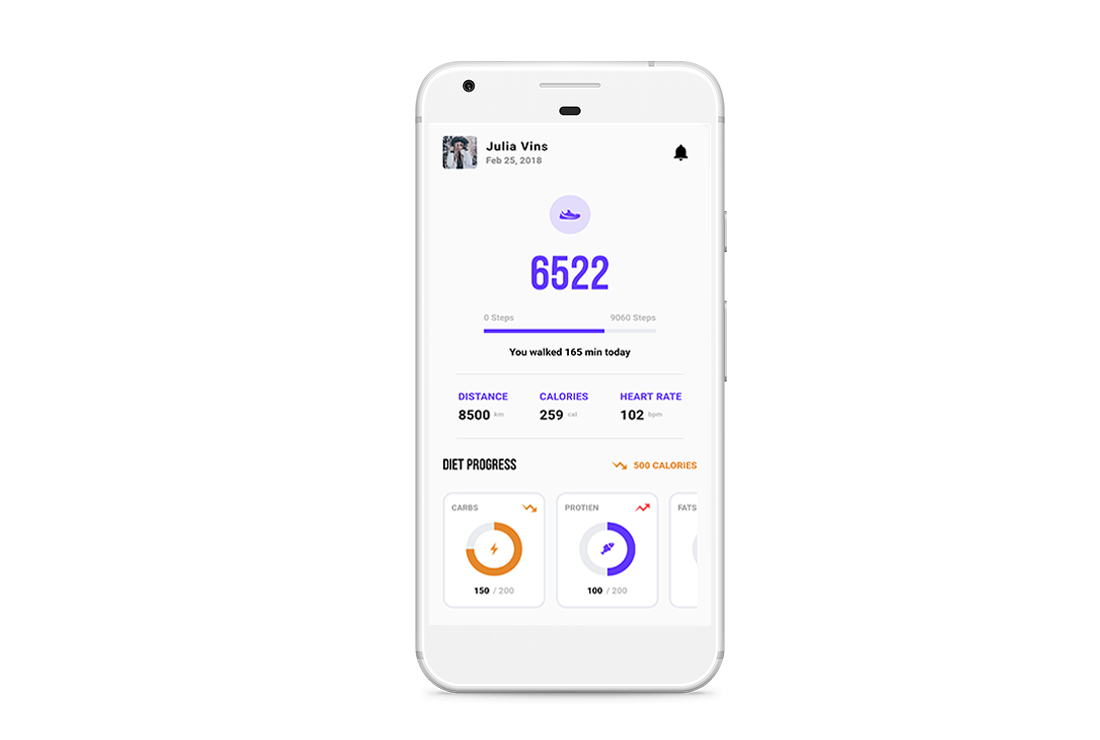 Julia Vins
Feb 25, 2018
6522
0 Steps 9060 Steps
You walked 165 min today
DISTANCE CALORIES HEART RATE
8500 km 259 cal 102 bpm
DIET PROGRESS 500 CALORIES
CARBS PROTIEN FATS
150 / 200 100 / 200